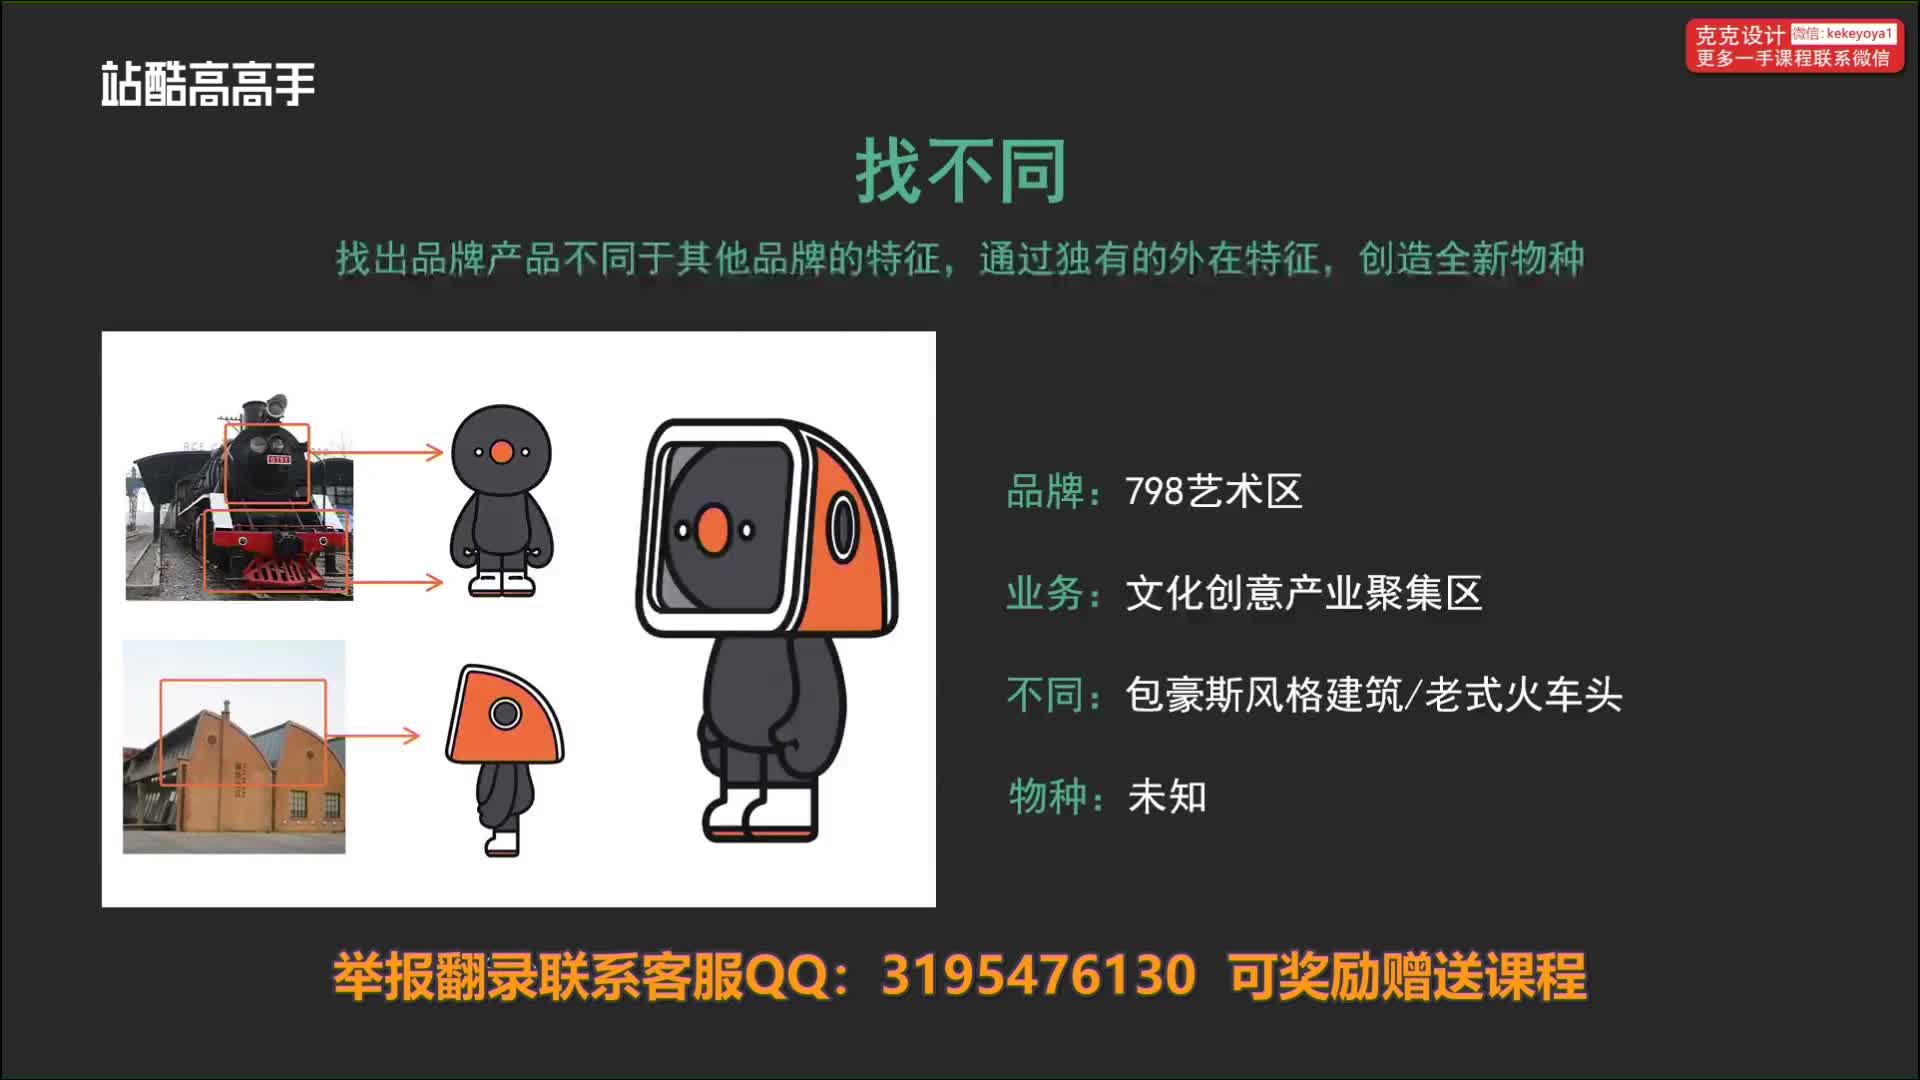 站酷高高手
克克设计 微信:kekeyoya1
更多一手课程联系微信
找不同
找出品牌产品不同于其他品牌的特征，通过独有的外在特征，创造全新物种
品牌：798艺术区
业务：文化创意产业聚集区
不同：包豪斯风格建筑/老式火车头
物种：未知
举报翻录联系客服QQ：3195476130 可奖励赠送课程